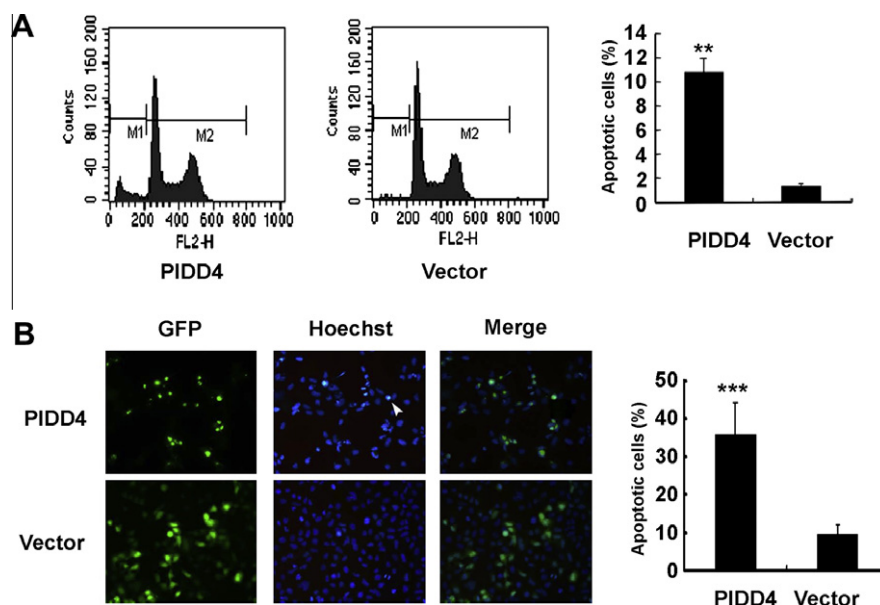 A
200
160
120
80
40
0
Counts
M1
M2
0 200 400 600 800 1000
FL2-H
PIDD4
200
160
120
80
40
0
Counts
M1
M2
0 200 400 600 800 1000
FL2-H
Vector
14
12
10
8
6
4
2
0
Apoptotic cells (%)
**
PIDD4 Vector
B
GFP Hoechst Merge
PIDD4
Vector
50
40
30
20
10
0
Apoptotic cells (%)
***
PIDD4 Vector